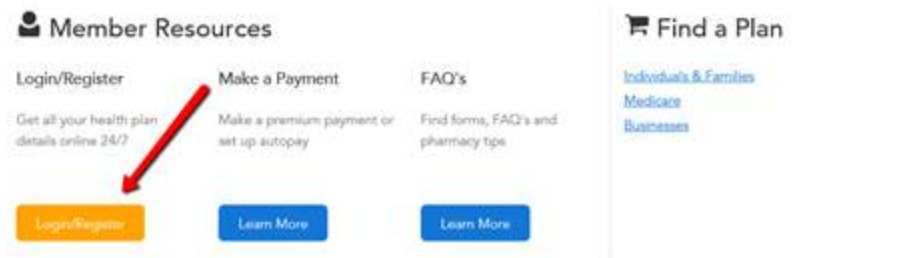 Member Resources
Login/Register
Get all your health plan
details online 24/7
Login/Register
Make a Payment
Make a premium payment or
set up autopay
Learn More
FAQ's
Find forms, FAQ's and
pharmacy tips
Learn More
Find a Plan
Individuals & Families
Medicare
Businesses